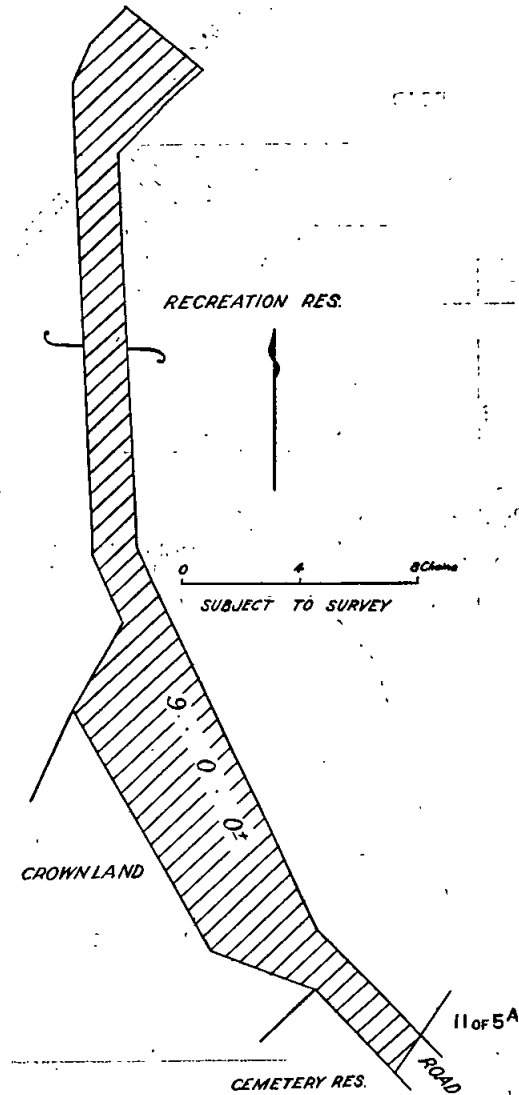 RECREATION RES.
0 4 8 Chains
SUBJECT TO SURVEY
9 . 0 . 0±
CROWN LAND
11 OF 5A
ROAD
CEMETERY RES.